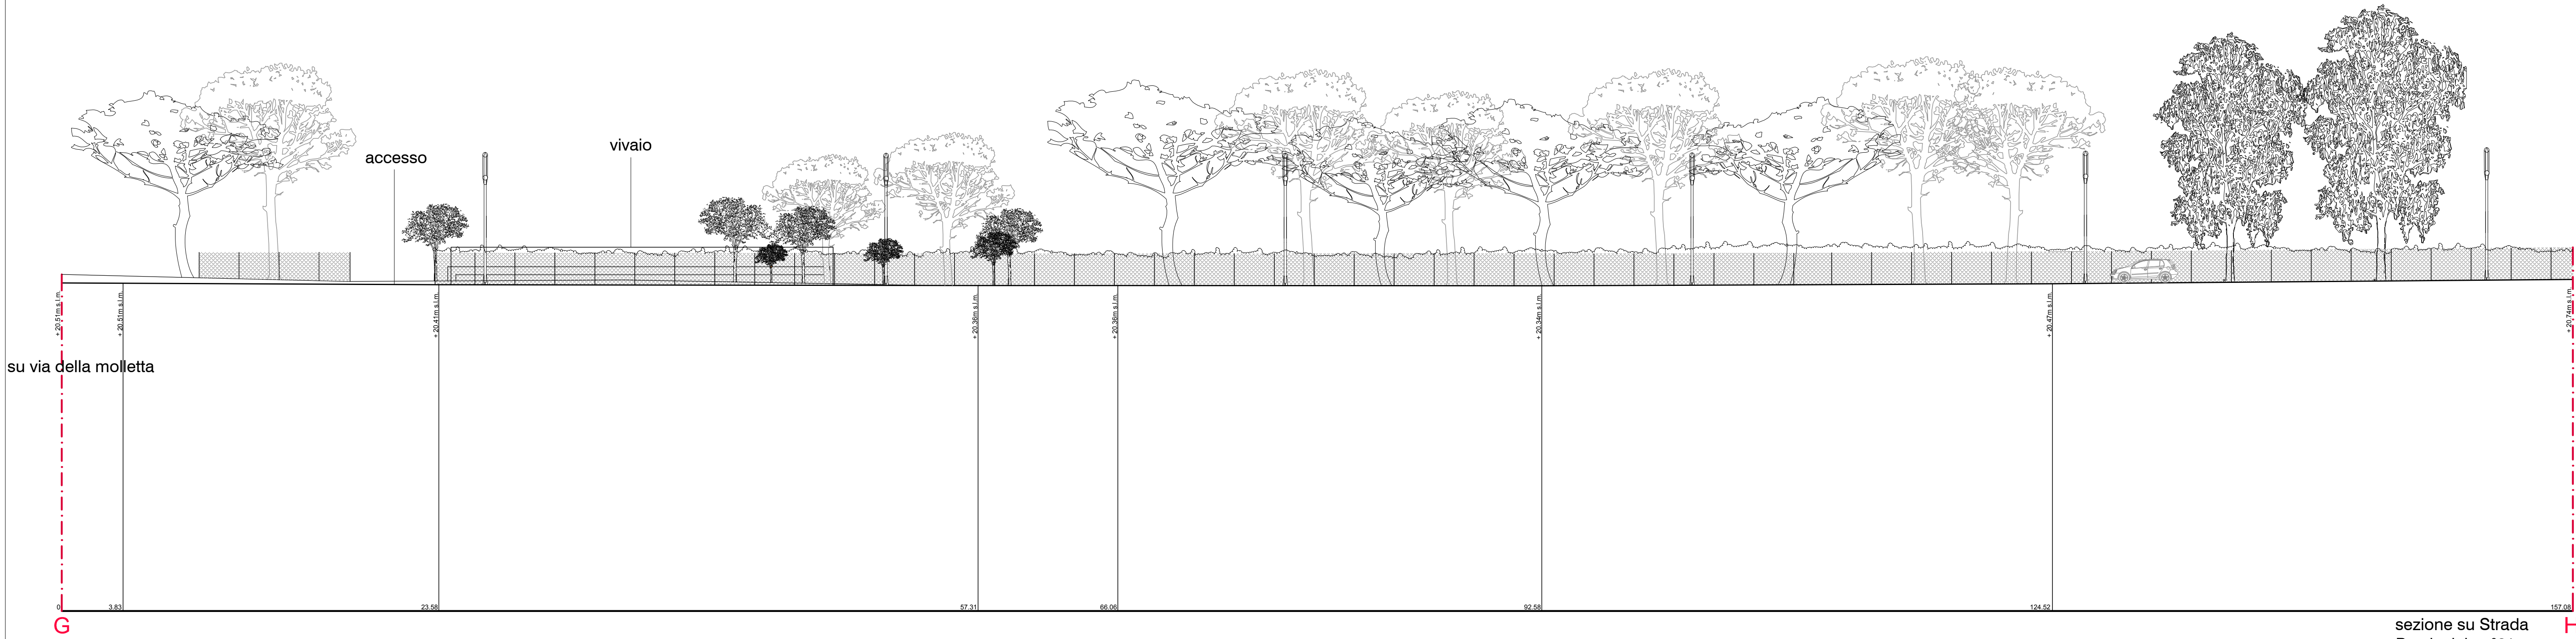 accesso
vivaio
+ 20.51m s.l.m.
+ 20.51m s.l.m.
+ 20.41m s.l.m.
+ 20.36m s.l.m.
+ 20.36m s.l.m.
+ 20.34m s.l.m.
+ 20.47m s.l.m.
+ 20.74m s.l.m.
su via della molletta
0
3.83
23.58
57.31
66.06
92.58
124.52
157.08
G
H
sezione su Strada